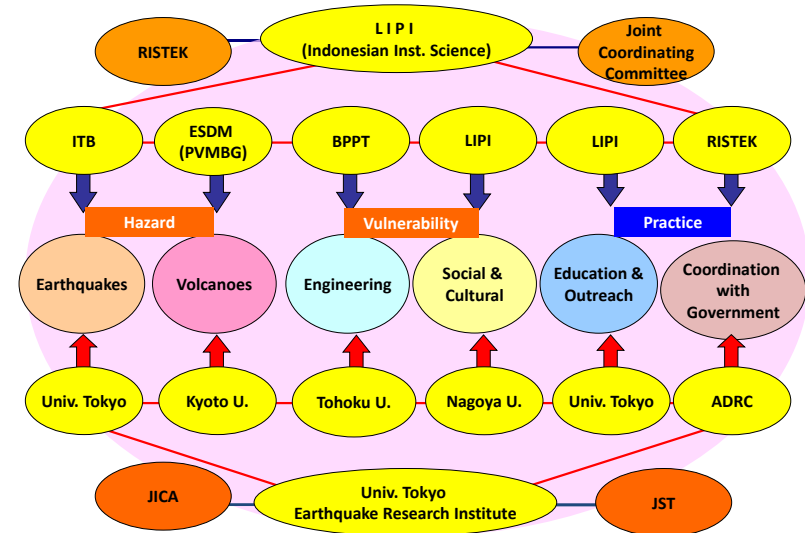 L I P I
(Indonesian Inst. Science)
RISTEK
Joint
Coordinating
Committee
ITB
ESDM
(PVMBG)
BPPT
LIPI
LIPI
RISTEK
Hazard
Vulnerability
Practice
Earthquakes
Volcanoes
Engineering
Social &
Cultural
Education &
Outreach
Coordination
with
Government
Univ. Tokyo
Kyoto U.
Tohoku U.
Nagoya U.
Univ. Tokyo
ADRC
JICA
Univ. Tokyo
Earthquake Research Institute
JST